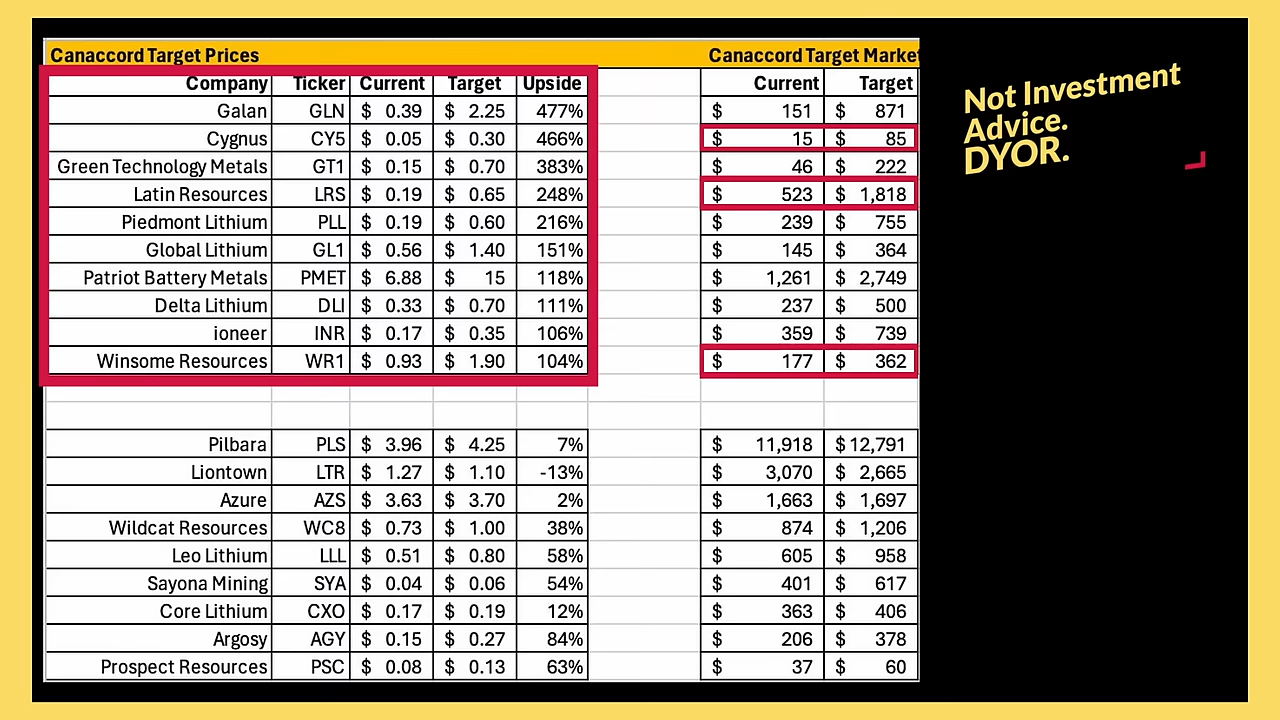 Canaccord Target Prices Canaccord Target Market
Company Ticker Current Target Upside Current Target
Galan GLN $ 0.39 $ 2.25 477% $ 151 $ 871
Cygnus CY5 $ 0.05 $ 0.30 466% $ 15 $ 85
Green Technology Metals GT1 $ 0.15 $ 0.70 383% $ 46 $ 222
Latin Resources LRS $ 0.19 $ 0.65 248% $ 523 $ 1,818
Piedmont Lithium PLL $ 0.19 $ 0.60 216% $ 239 $ 755
Global Lithium GL1 $ 0.56 $ 1.40 151% $ 145 $ 364
Patriot Battery Metals PMET $ 6.88 $ 15 118% $ 1,261 $ 2,749
Delta Lithium DLI $ 0.33 $ 0.70 111% $ 237 $ 500
ioneer INR $ 0.17 $ 0.35 106% $ 359 $ 739
Winsome Resources WR1 $ 0.93 $ 1.90 104% $ 177 $ 362
Pilbara PLS $ 3.96 $ 4.25 7% $ 11,918 $ 12,791
Liontown LTR $ 1.27 $ 1.10 -13% $ 3,070 $ 2,665
Azure AZS $ 3.63 $ 3.70 2% $ 1,663 $ 1,697
Wildcat Resources WC8 $ 0.73 $ 1.00 38% $ 874 $ 1,206
Leo Lithium LLL $ 0.51 $ 0.80 58% $ 605 $ 958
Sayona Mining SYA $ 0.04 $ 0.06 54% $ 401 $ 617
Core Lithium CXO $ 0.17 $ 0.19 12% $ 363 $ 406
Argosy AGY $ 0.15 $ 0.27 84% $ 206 $ 378
Prospect Resources PSC $ 0.08 $ 0.13 63% $ 37 $ 60
Not Investment
Advice.
DYOR.